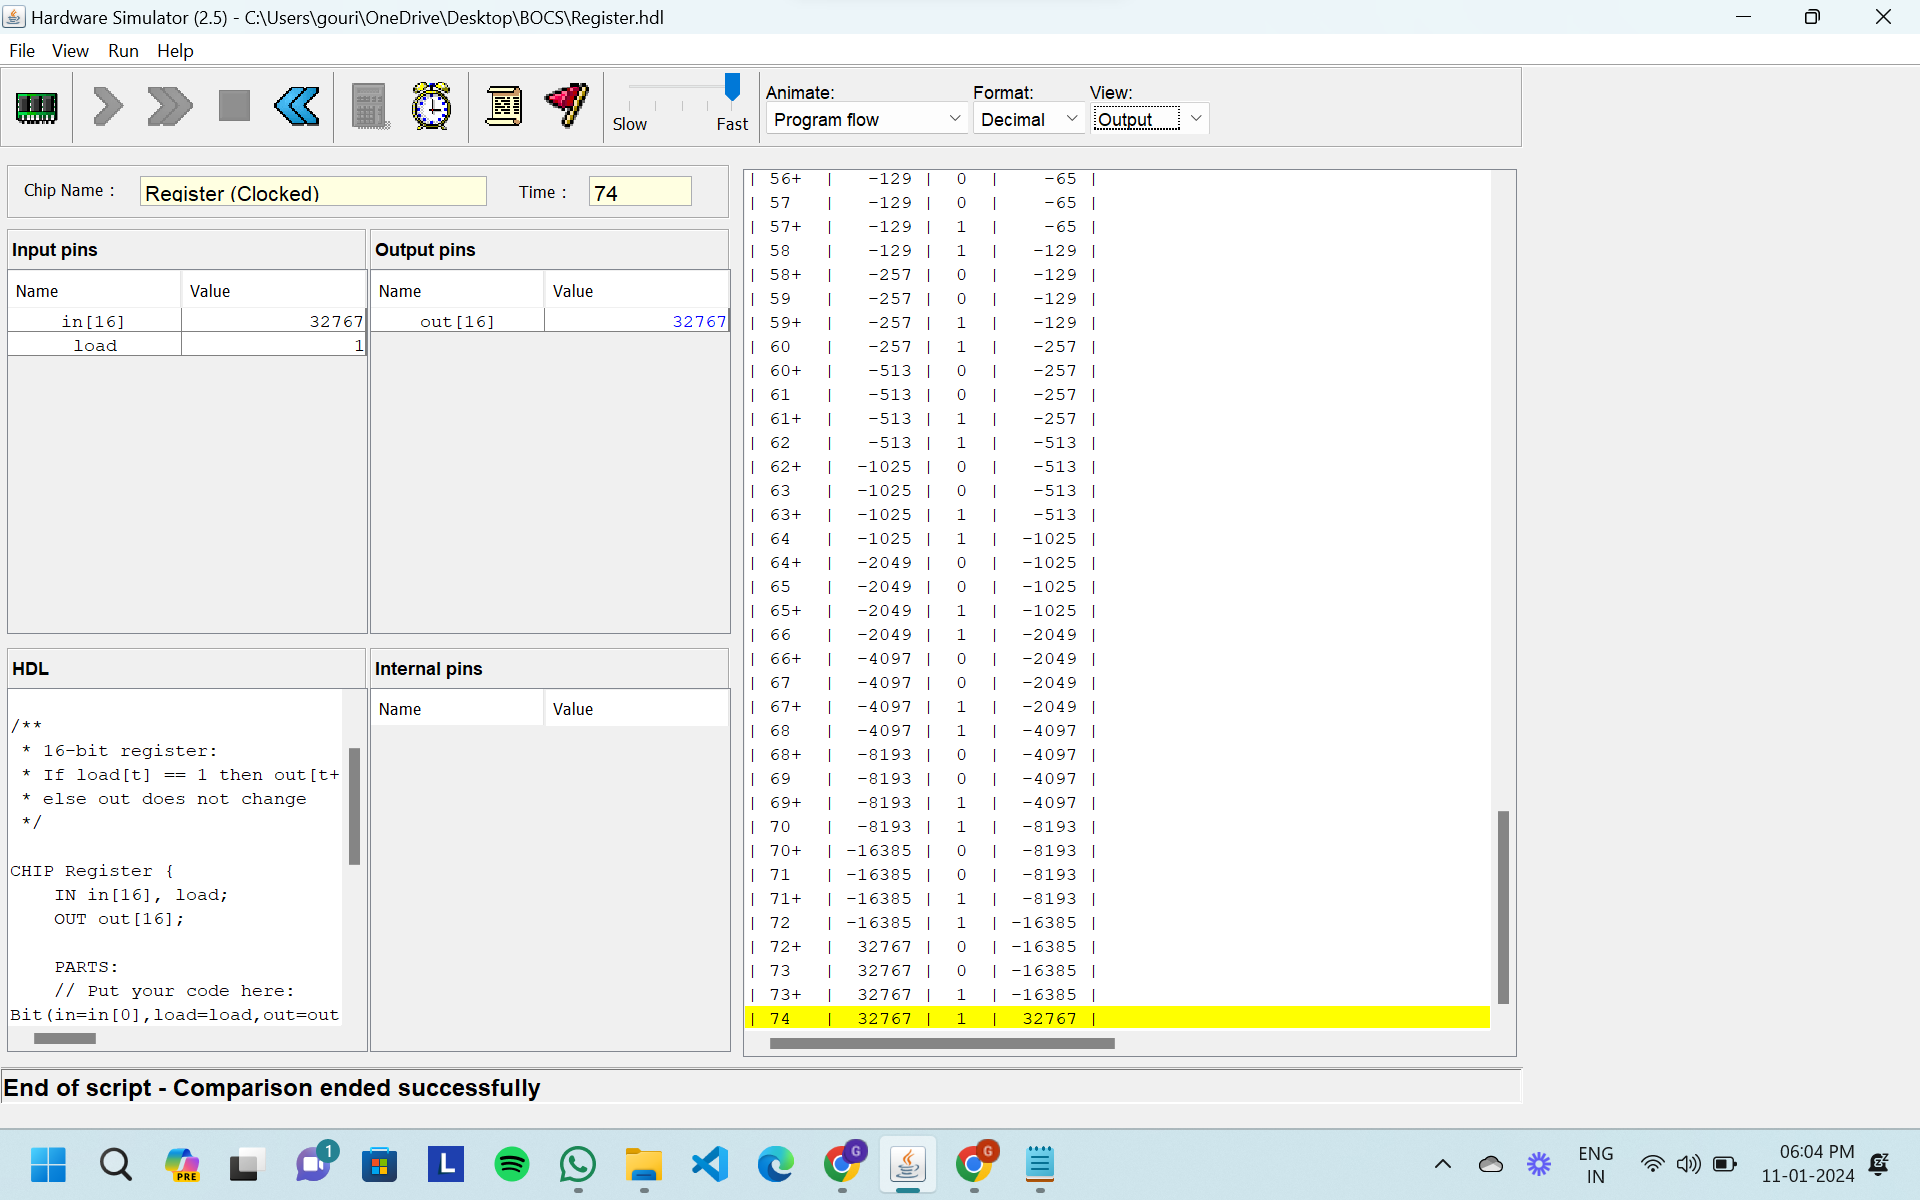 Hardware Simulator (2.5) - C:\Users\gouri\OneDrive\Desktop\BOCS\Register.hdl
File View Run Help
Slow Fast
Animate: Format: View:
Program flow Decimal Output
Chip Name : Register (Clocked) Time : 74
Input pins
Name Value
in[16] 32767
load 1
Output pins
Name Value
out[16] 32767
HDL
/**
* 16-bit register:
* If load[t] == 1 then out[t+
* else out does not change
*/
CHIP Register {
IN in[16], load;
OUT out[16];
PARTS:
// Put your code here:
Bit(in=in[0],load=load,out=out
Internal pins
Name Value
| 56+ | -129 | 0 | -65 |
| 57 | -129 | 0 | -65 |
| 57+ | -129 | 1 | -65 |
| 58 | -129 | 1 | -129 |
| 58+ | -257 | 0 | -129 |
| 59 | -257 | 0 | -129 |
| 59+ | -257 | 1 | -129 |
| 60 | -257 | 1 | -257 |
| 60+ | -513 | 0 | -257 |
| 61 | -513 | 0 | -257 |
| 61+ | -513 | 1 | -257 |
| 62 | -513 | 1 | -513 |
| 62+ | -1025 | 0 | -513 |
| 63 | -1025 | 0 | -513 |
| 63+ | -1025 | 1 | -513 |
| 64 | -1025 | 1 | -1025 |
| 64+ | -2049 | 0 | -1025 |
| 65 | -2049 | 0 | -1025 |
| 65+ | -2049 | 1 | -1025 |
| 66 | -2049 | 1 | -2049 |
| 66+ | -4097 | 0 | -2049 |
| 67 | -4097 | 0 | -2049 |
| 67+ | -4097 | 1 | -2049 |
| 68 | -4097 | 1 | -4097 |
| 68+ | -8193 | 0 | -4097 |
| 69 | -8193 | 0 | -4097 |
| 69+ | -8193 | 1 | -4097 |
| 70 | -8193 | 1 | -8193 |
| 70+ | -16385 | 0 | -8193 |
| 71 | -16385 | 0 | -8193 |
| 71+ | -16385 | 1 | -8193 |
| 72 | -16385 | 1 | -16385 |
| 72+ | 32767 | 0 | -16385 |
| 73 | 32767 | 0 | -16385 |
| 73+ | 32767 | 1 | -16385 |
| 74 | 32767 | 1 | 32767 |
End of script - Comparison ended successfully
PRE 1 L G G
ENG
IN
06:04 PM
11-01-2024